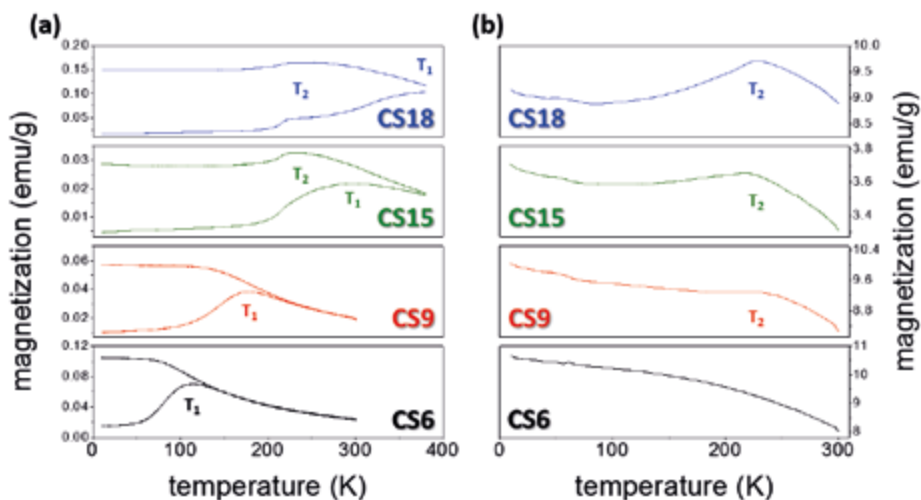 (a)
(b)
magnetization (emu/g)
0.20
0.15
0.10
0.05
T₁
T₂
CS18
0.03
0.02
0.01
T₂
T₁
CS15
0.06
0.04
0.02
T₁
CS9
0.12
0.08
0.04
0.00
T₁
CS6
0 100 200 300 400
temperature (K)
10.0
9.5
9.0
8.5
T₂
CS18
3.8
3.6
3.4
T₂
CS15
10.4
9.6
8.8
T₂
CS9
11
10
9
8
CS6
0 100 200 300
temperature (K)
magnetization (emu/g)